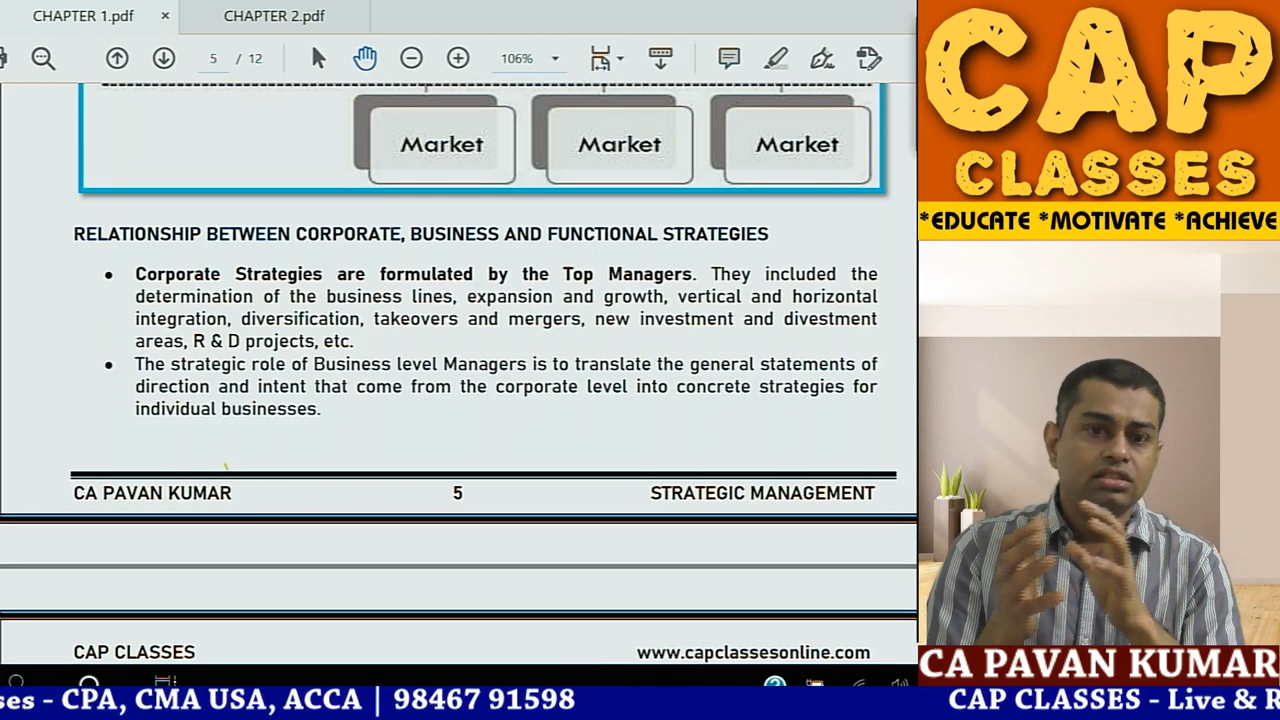 CHAPTER 1.pdf × CHAPTER 2.pdf
5 / 12 106%
Market Market Market
RELATIONSHIP BETWEEN CORPORATE, BUSINESS AND FUNCTIONAL STRATEGIES
• Corporate Strategies are formulated by the Top Managers. They included the
determination of the business lines, expansion and growth, vertical and horizontal
integration, diversification, takeovers and mergers, new investment and divestment
areas, R & D projects, etc.
• The strategic role of Business level Managers is to translate the general statements of
direction and intent that come from the corporate level into concrete strategies for
individual businesses.
CA PAVAN KUMAR 5 STRATEGIC MANAGEMENT
CAP CLASSES www.capclassesonline.com
CAP
CLASSES
*EDUCATE *MOTIVATE *ACHIEVE
CA PAVAN KUMAR
ses - CPA, CMA USA, ACCA | 98467 91598 CAP CLASSES - Live & R